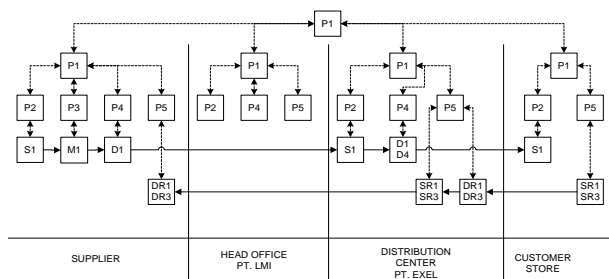 P1
P1 P1 P1 P1
P2 P3 P4 P5 P2 P4 P5 P2 P4 P5 P2 P5
S1 M1 D1 S1 D1 S1
D4
DR1 SR1 DR1 SR1
DR3 SR3 DR3 SR3
SUPPLIER HEAD OFFICE DISTRIBUTION CUSTOMER
PT. LMI CENTER STORE
PT. EXEL